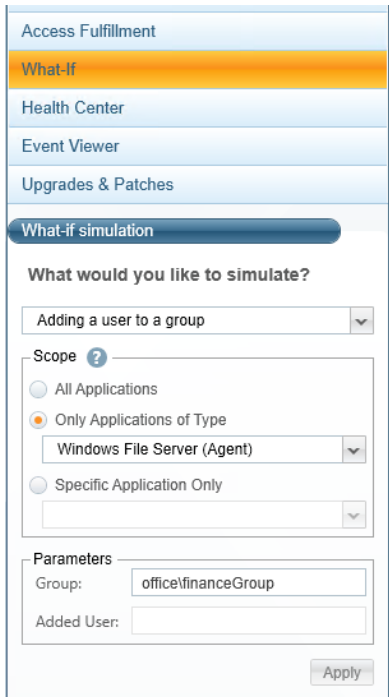 Access Fulfillment
What-If
Health Center
Event Viewer
Upgrades & Patches
What-if simulation
What would you like to simulate?
Adding a user to a group
Scope ?
All Applications
Only Applications of Type
Windows File Server (Agent)
Specific Application Only
Parameters
Group: office\financeGroup
Added User:
Apply